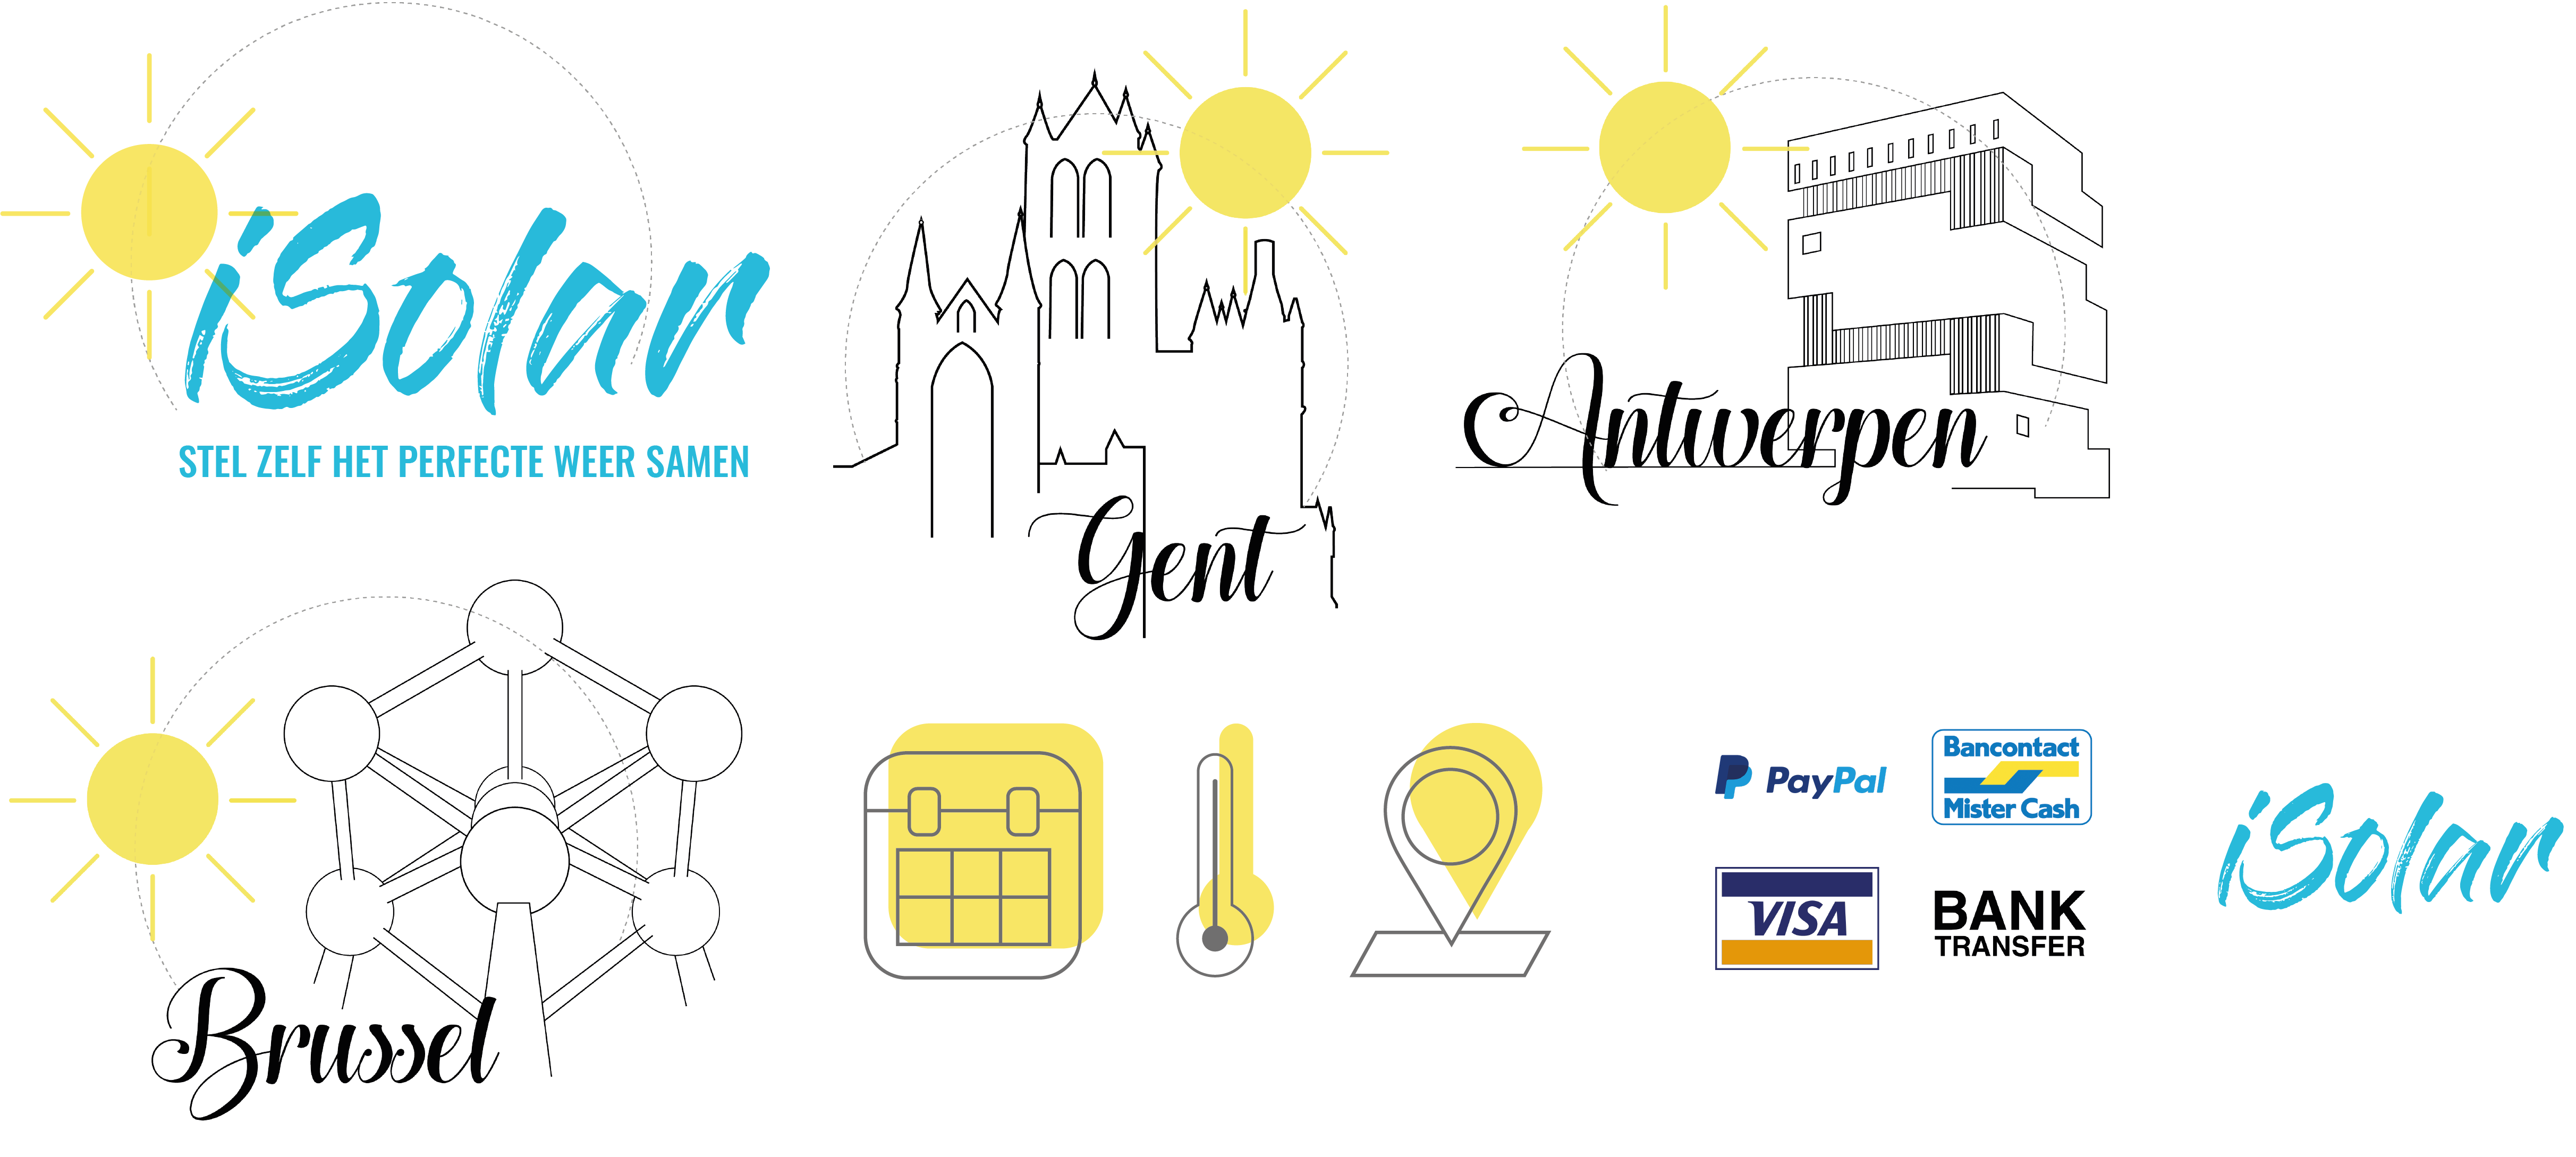 iSolar
STEL ZELF HET PERFECTE WEER SAMEN
Gent
Antwerpen
Brussel
PayPal
Bancontact
Mister Cash
VISA
BANK
TRANSFER
iSolar